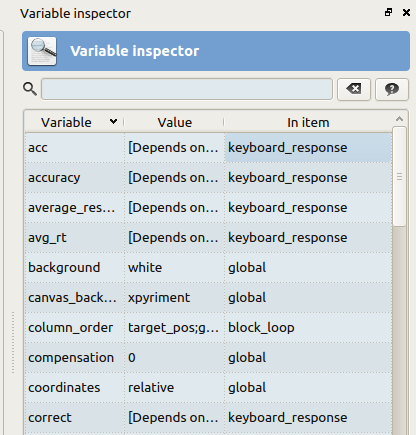 Variable inspector
Variable inspector
Variable Value In item
acc [Depends on... keyboard_response
accuracy [Depends on... keyboard_response
average_res... [Depends on... keyboard_response
avg_rt [Depends on... keyboard_response
background white global
canvas_back... xpyriment global
column_order target_pos;g... block_loop
compensation 0 global
coordinates relative global
correct [Depends on... keyboard_response